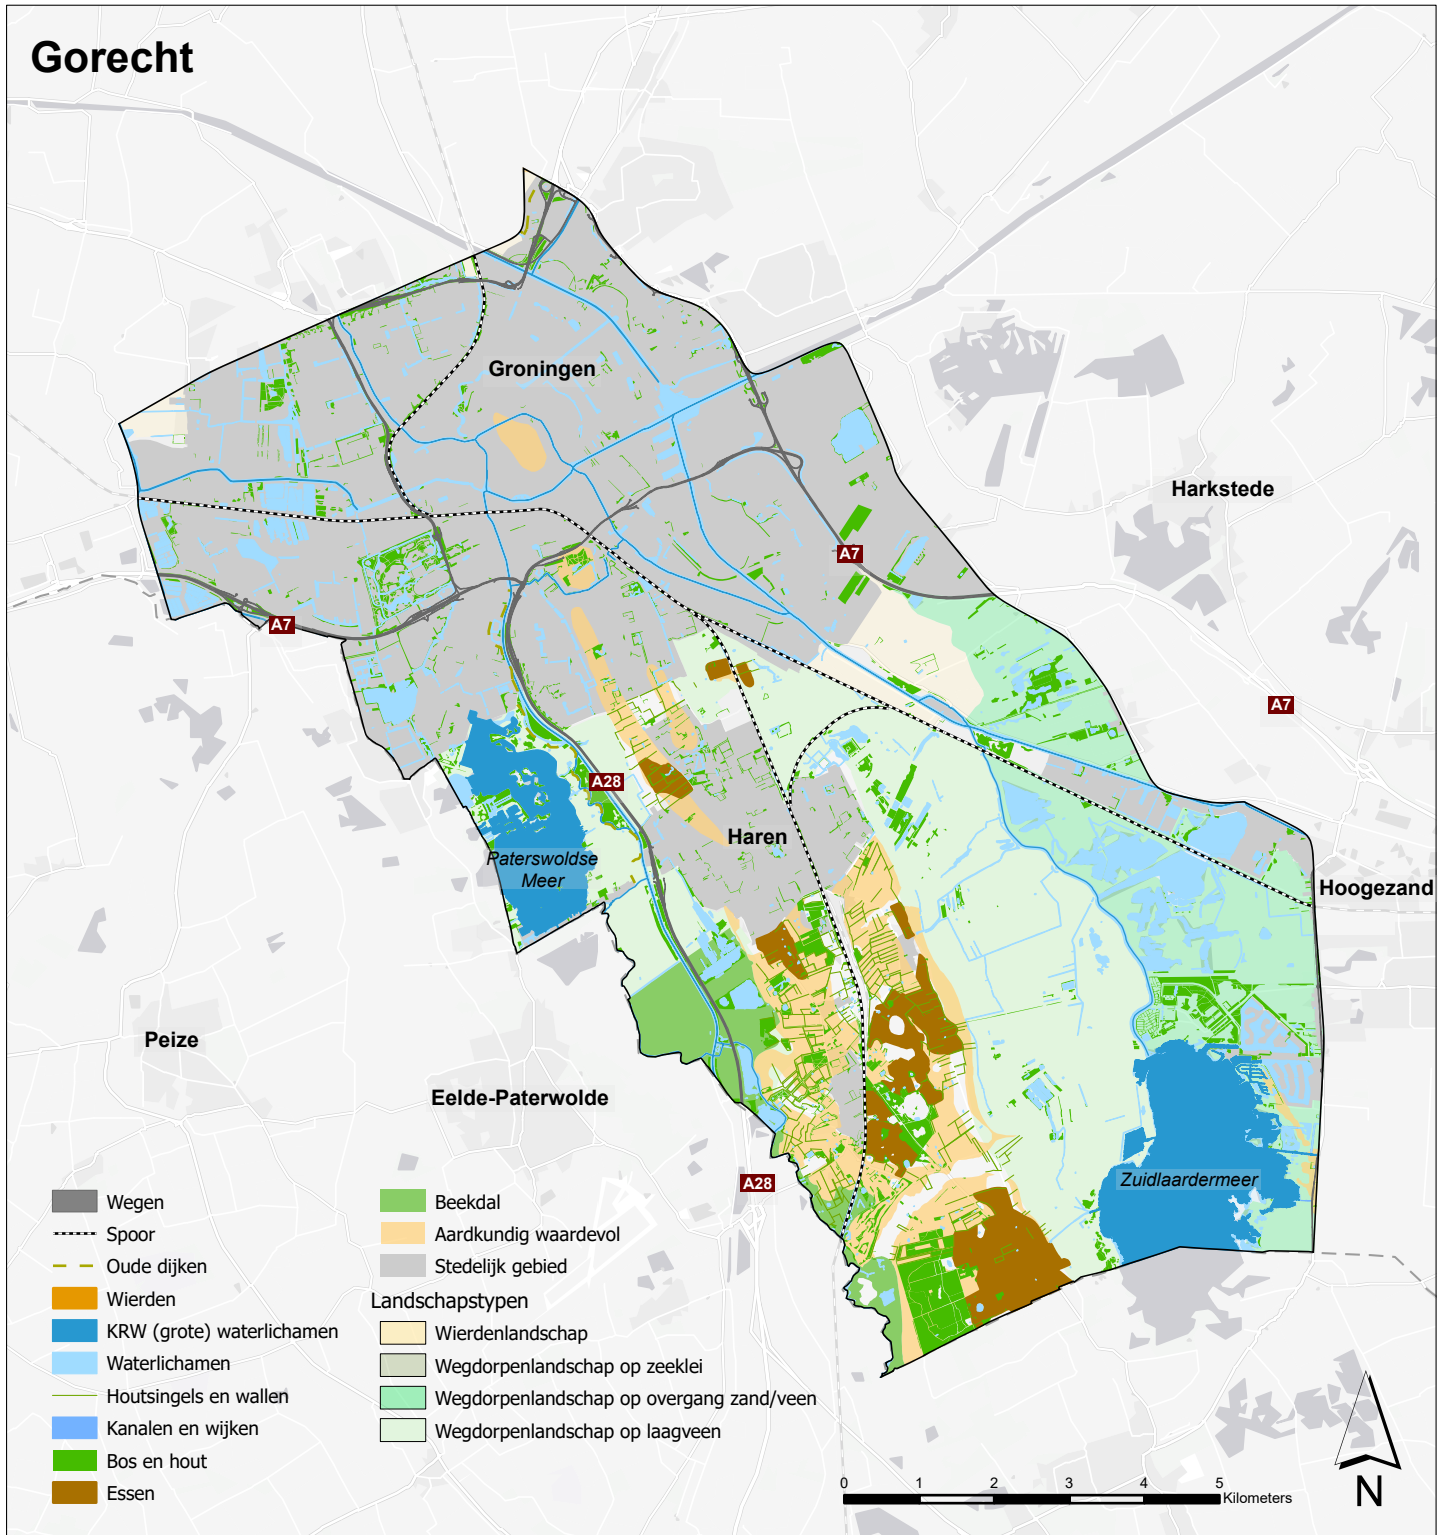 Gorecht
Groningen
Harkstede
A7
A7
A7
A28
Haren
Paterswoldse
Meer
Hoogezand
Peize
Eelde-Paterwolde
A28
Zuidlaardermeer
Wegen
Spoor
Oude dijken
Wierden
KRW (grote) waterlichamen
Waterlichamen
Houtsingels en wallen
Kanalen en wijken
Bos en hout
Essen
Beekdal
Aardkundig waardevol
Stedelijk gebied
Landschapstypen
Wierdenlandschap
Wegdorpenlandschap op zeeklei
Wegdorpenlandschap op overgang zand/veen
Wegdorpenlandschap op laagveen
0 1 2 3 4 5
Kilometers
N